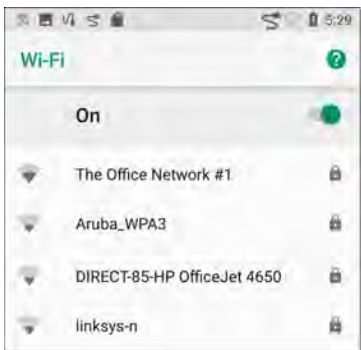 5:29
Wi-Fi
?
On
The Office Network #1
Aruba_WPA3
DIRECT-85-HP OfficeJet 4650
linksys-n